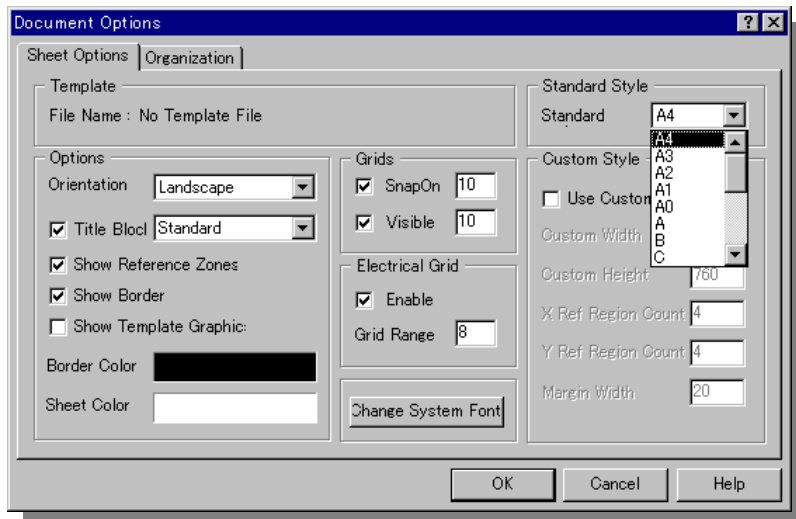 Document Options
Sheet Options
Organization
Template
File Name : No Template File
Standard Style
Standard
A4
A4
A3
A2
A1
A0
A
B
C
Options
Orientation
Landscape
Title Blocl
Standard
Show Reference Zones
Show Border
Show Template Graphic:
Border Color
Sheet Color
Grids
SnapOn
10
Visible
10
Electrical Grid
Enable
Grid Range
8
Change System Font
Custom Style
Use Custon
Custom Width
Custom Height
760
X Ref Region Count
4
Y Ref Region Count
4
Margin Width
20
OK
Cancel
Help